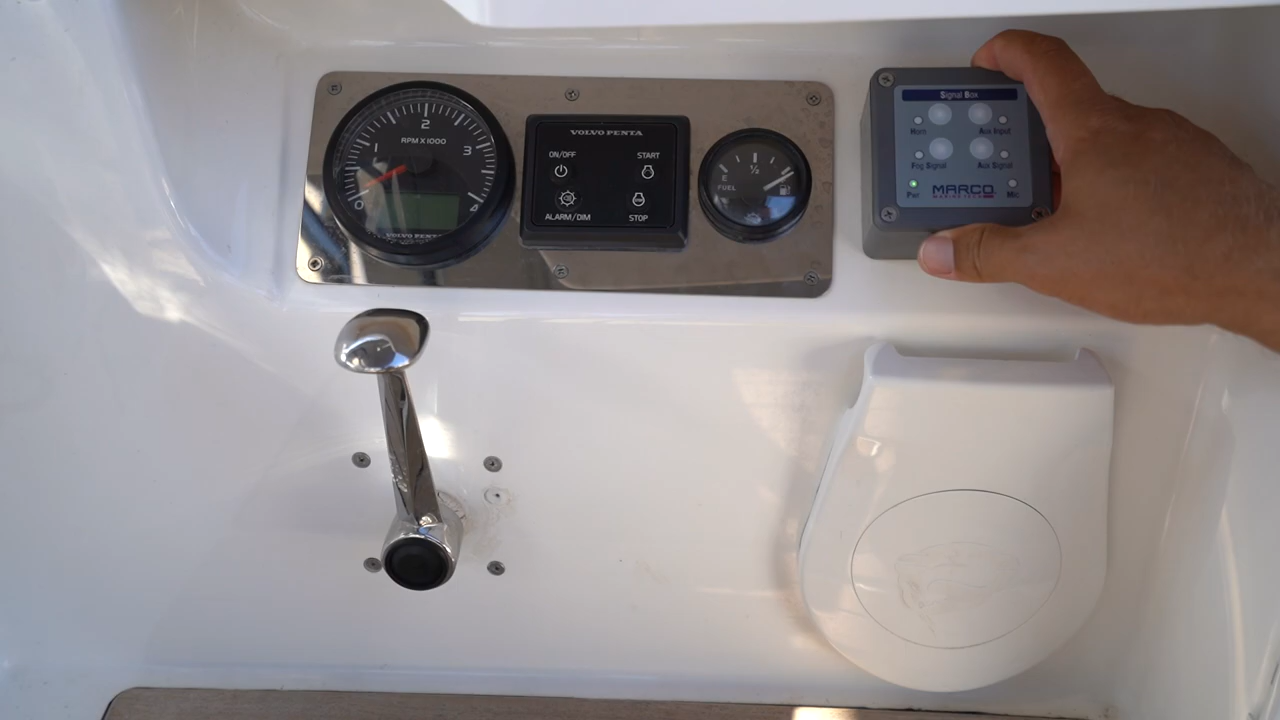 0
1
2
3
4
RPM X 1000
VOLVO PENTA
VOLVO PENTA
ON/OFF
START
ALARM/DIM
STOP
E
1/2
FUEL
Signal Box
Horn
Aux Input
Fog Signal
Aux Signal
Pwr.
MARCO
Mic.